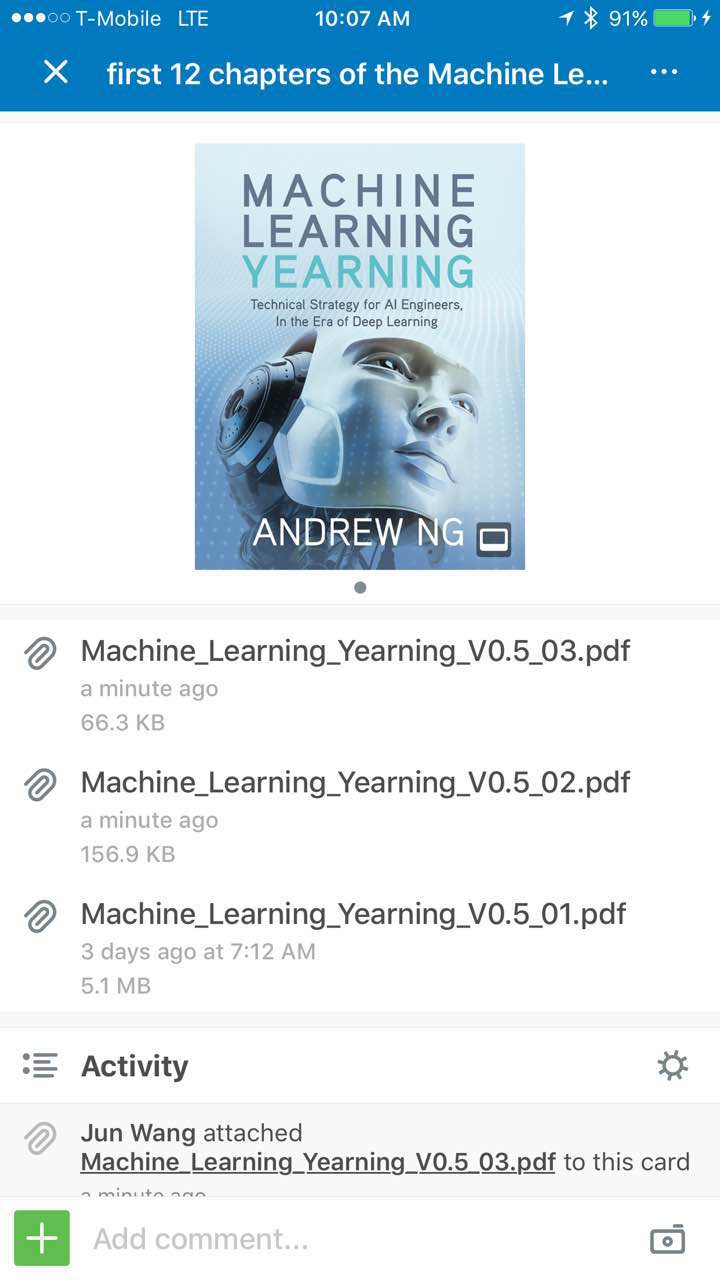 T-Mobile LTE 10:07 AM 91%
first 12 chapters of the Machine Le...
MACHINE
LEARNING
YEARNING
Technical Strategy for AI Engineers,
In the Era of Deep Learning
ANDREW NG
Machine_Learning_Yearning_V0.5_03.pdf
a minute ago
66.3 KB
Machine_Learning_Yearning_V0.5_02.pdf
a minute ago
156.9 KB
Machine_Learning_Yearning_V0.5_01.pdf
3 days ago at 7:12 AM
5.1 MB
Activity
Jun Wang attached
Machine_Learning_Yearning_V0.5_03.pdf to this card
a minute ago
Add comment...